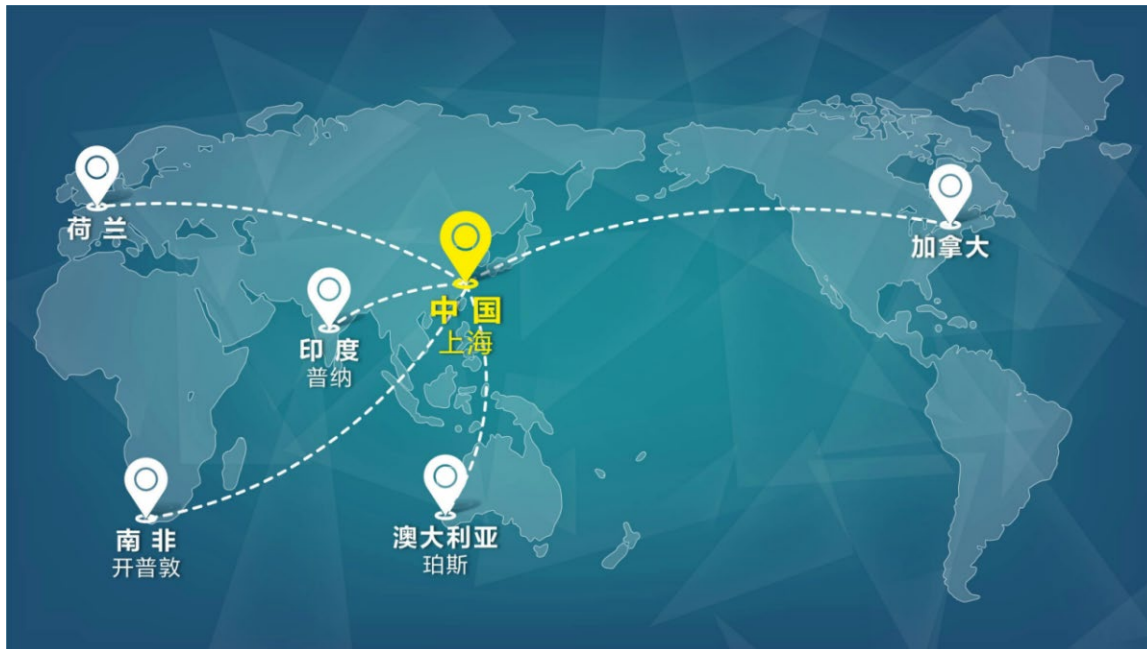 荷 兰
加拿大
中 国
上海
印 度
普纳
南 非
开普敦
澳大利亚
珀斯